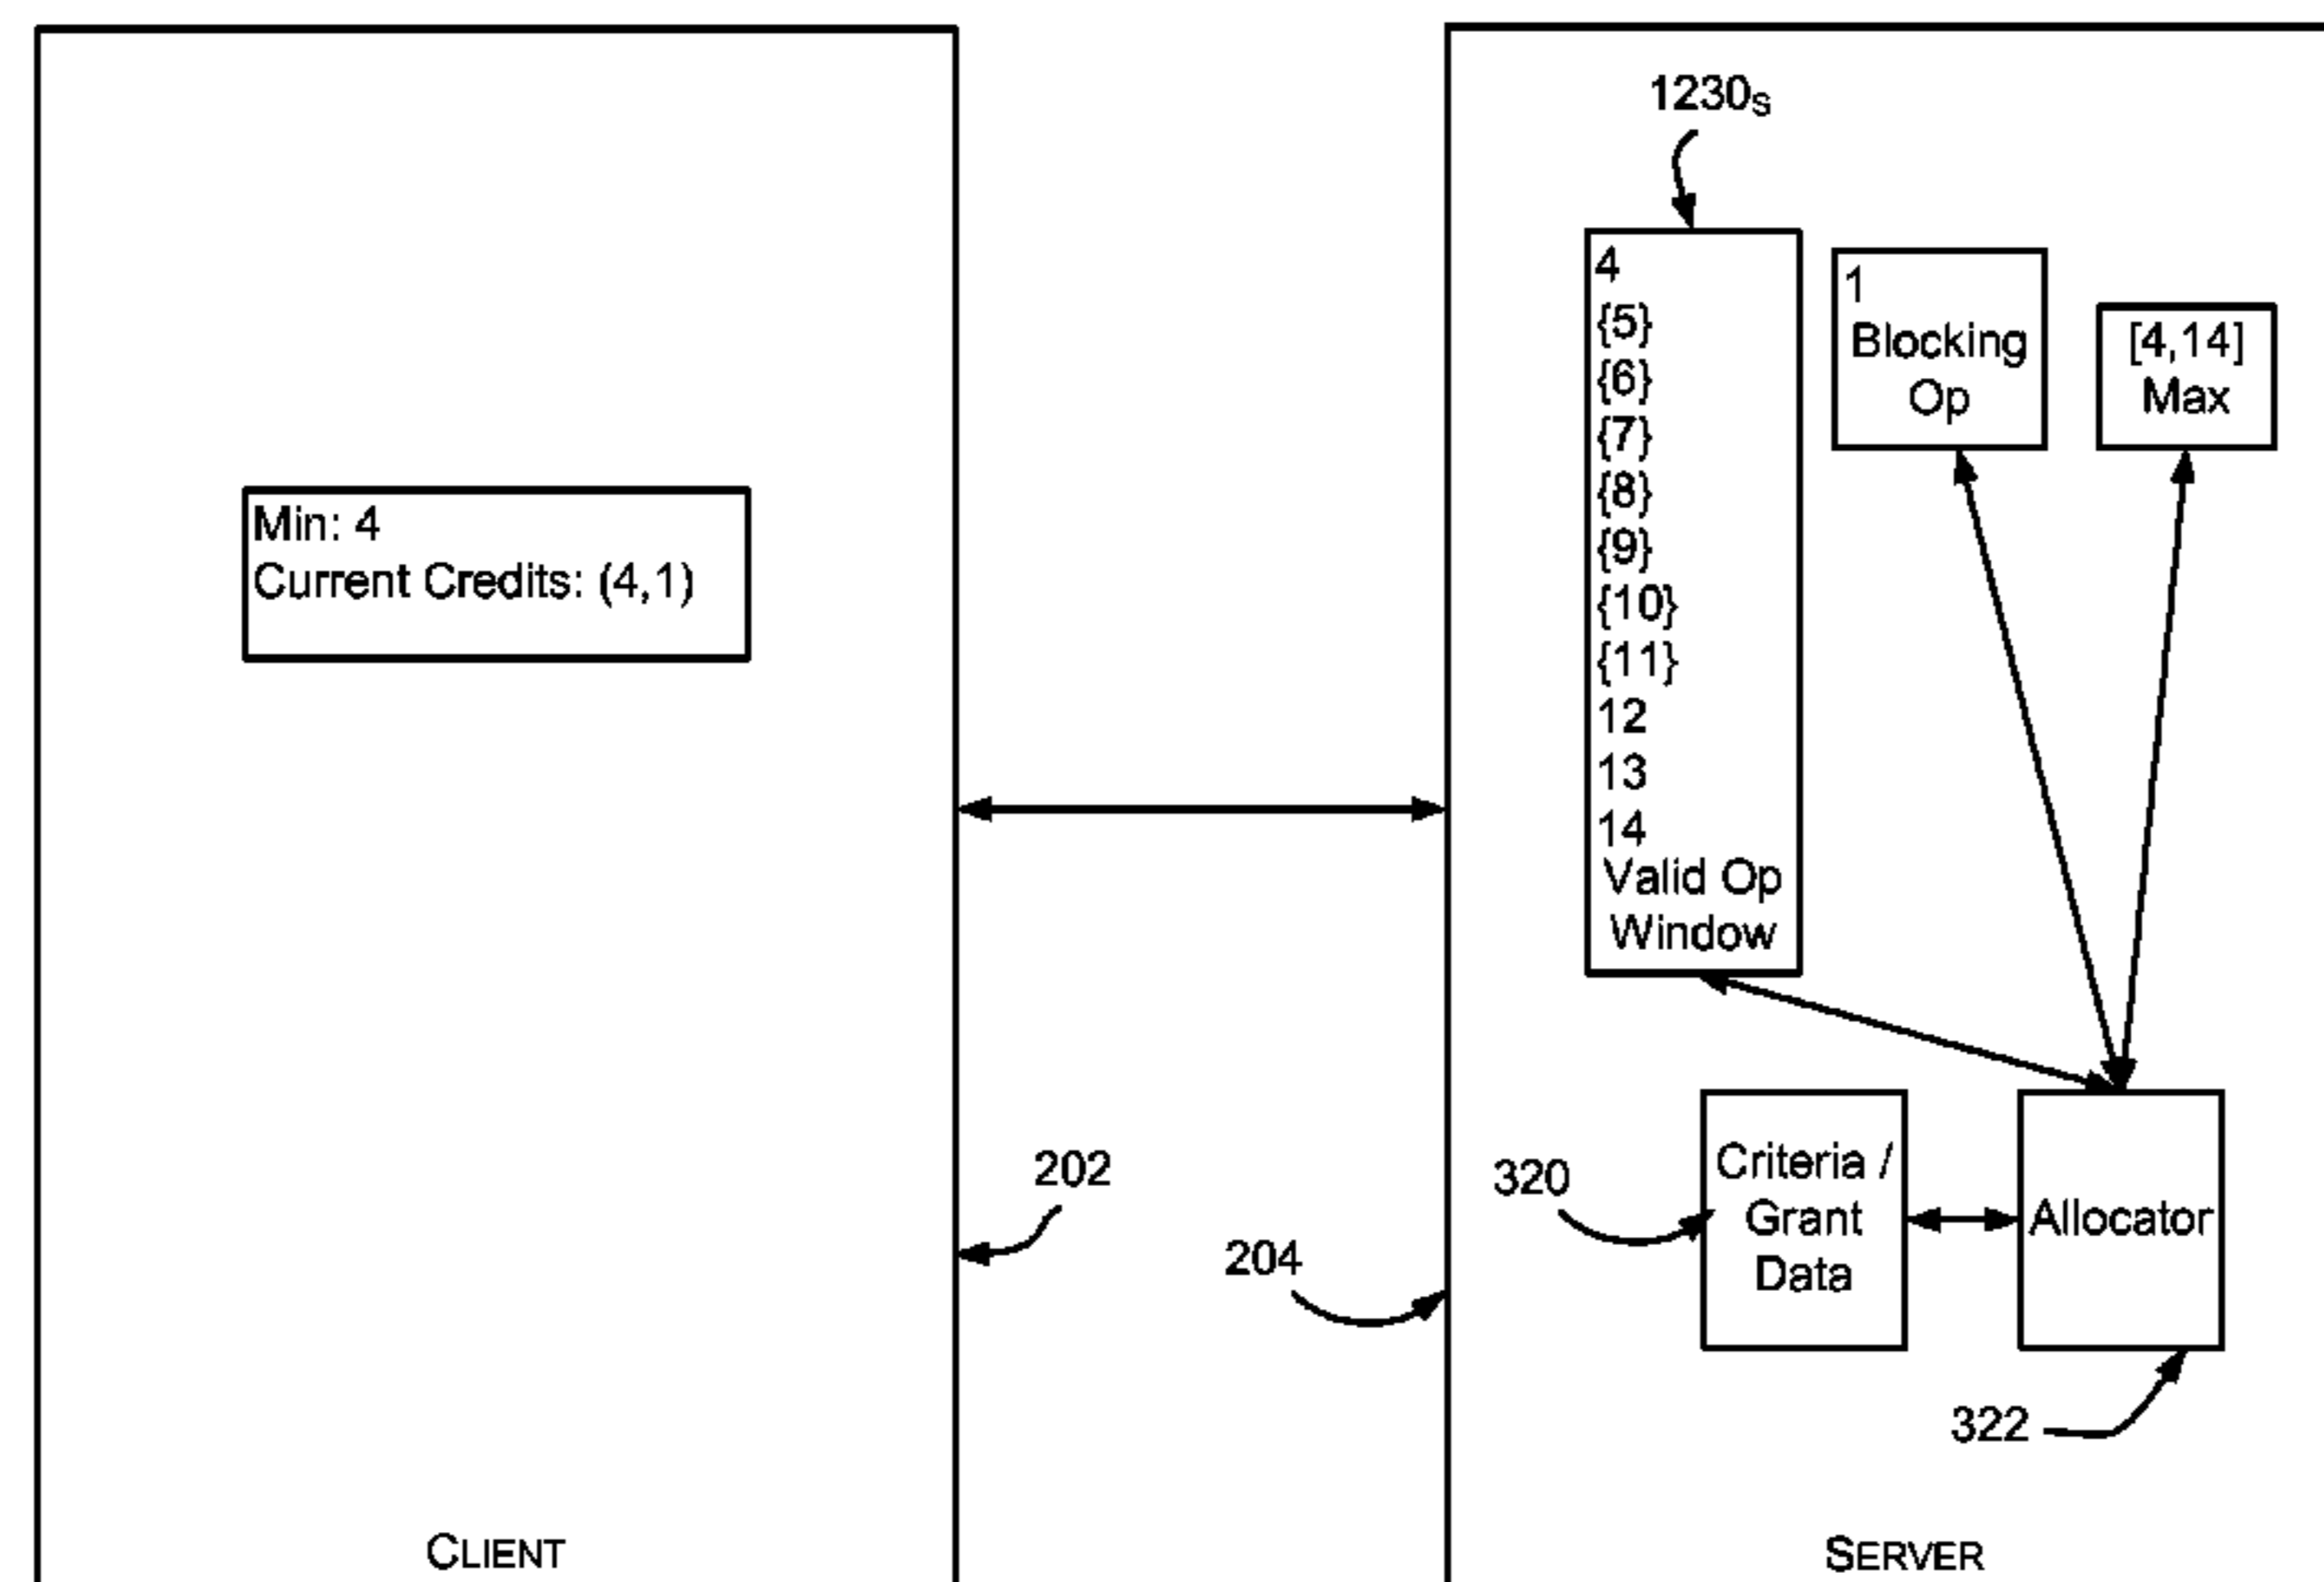 Min: 4
Current Credits: (4,1)
CLIENT
202
204
1230S
4
{5}
{6}
{7}
{8}
{9}
{10}
{11}
12
13
14
Valid Op
Window
1
Blocking
Op
[4,14]
Max
320
Criteria /
Grant
Data
Allocator
322
SERVER